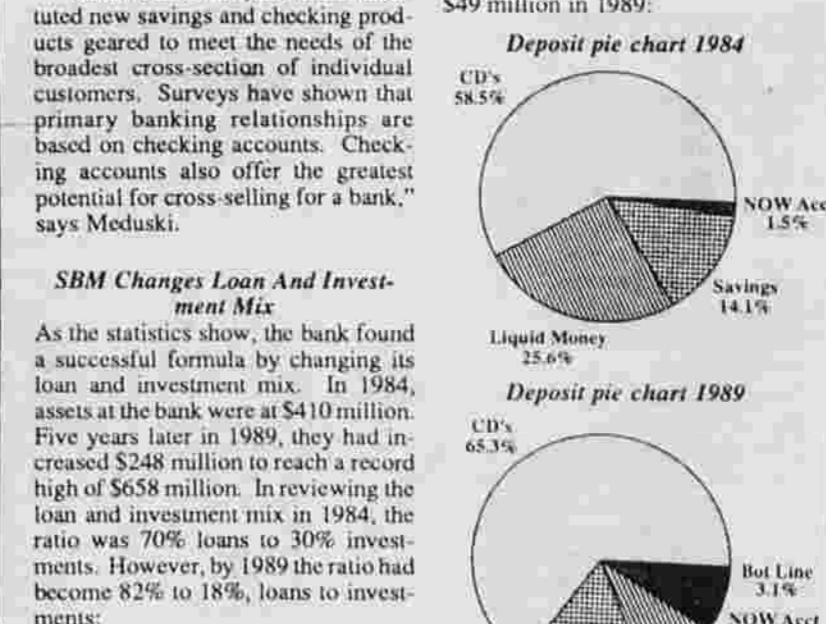 tuted new savings and checking prod-
ucts geared to meet the needs of the
broadest cross-section of individual
customers. Surveys have shown that
primary banking relationships are
based on checking accounts. Check-
ing accounts also offer the greatest
potential for cross-selling for a bank,"
says Meduski.
SBM Changes Loan And Invest-
ment Mix
As the statistics show, the bank found
a successful formula by changing its
loan and investment mix. In 1984,
assets at the bank were at $410 million.
Five years later in 1989, they had in-
creased $248 million to reach a record
high of $658 million. In reviewing the
loan and investment mix in 1984, the
ratio was 70% loans to 30% invest-
ments. However, by 1989 the ratio had
become 82% to 18%, loans to invest-
ments:
$49 million in 1989:
Deposit pie chart 1984
CD's
58.5%
NOW Acc
1.5%
Savings
14.1%
Liquid Money
25.6%
Deposit pie chart 1989
CD's
65.3%
Bot Line
3.1%
NOW Acct